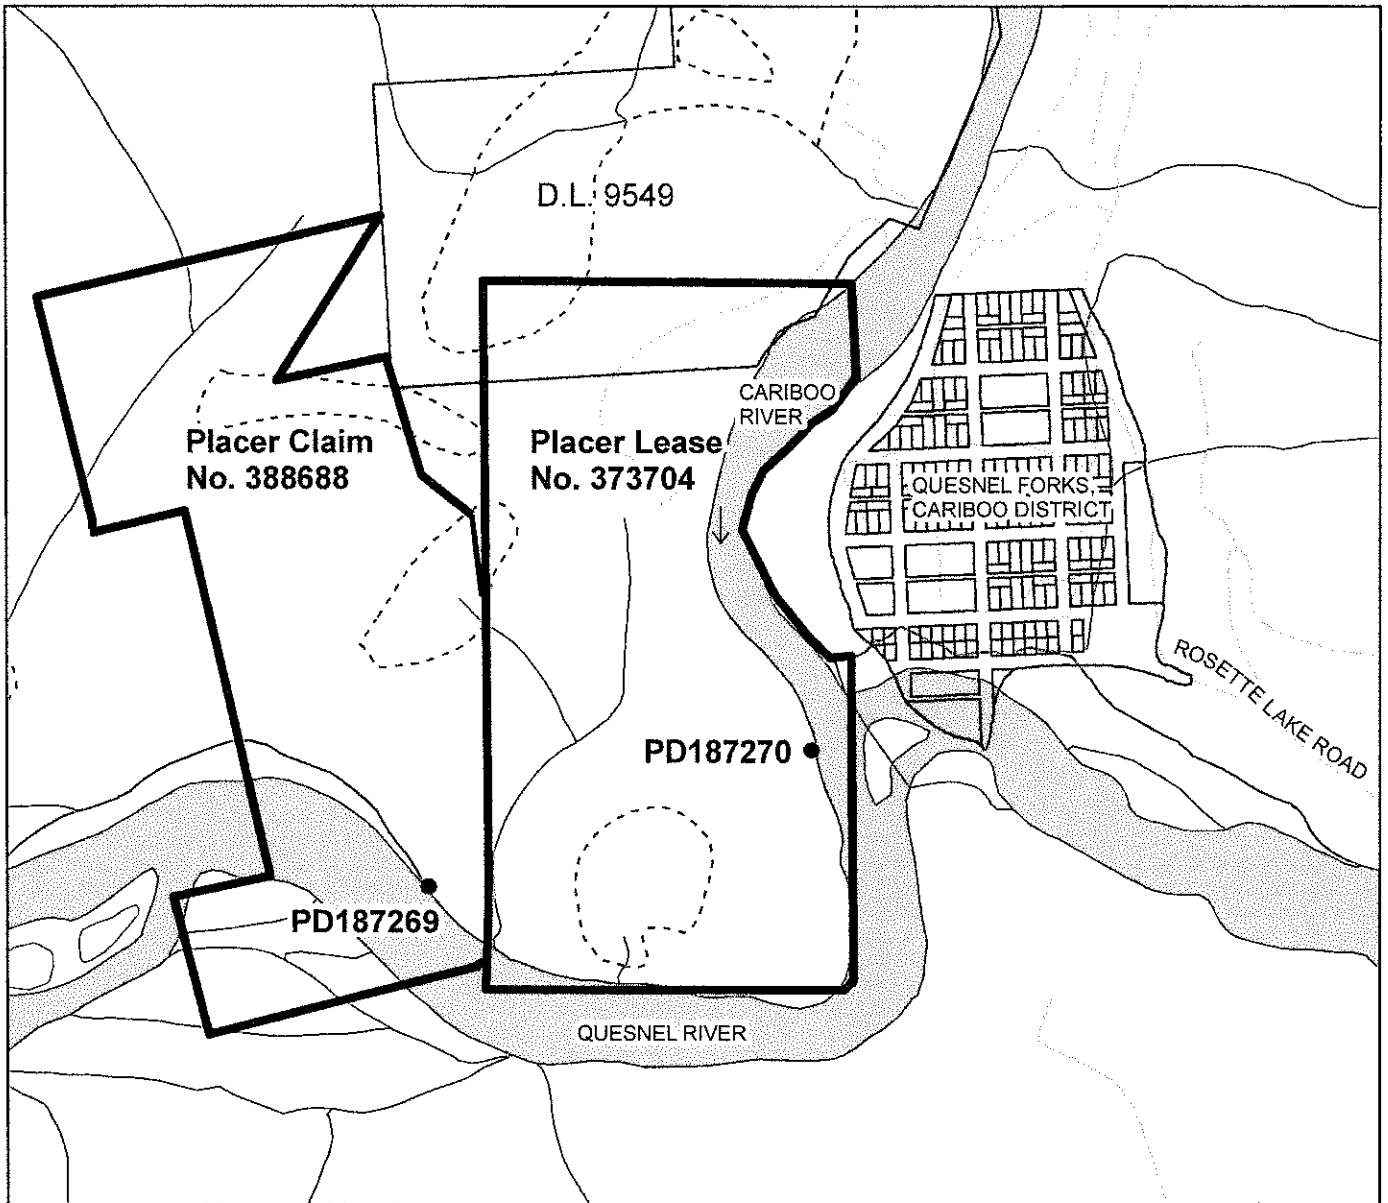 D.L. 9549
CARIBOO
RIVER
Placer Claim
No. 388688
Placer Lease
No. 373704
QUESNEL FORKS,
CARIBOO DISTRICT
ROSETTE LAKE ROAD
PD187270
PD187269
QUESNEL RIVER